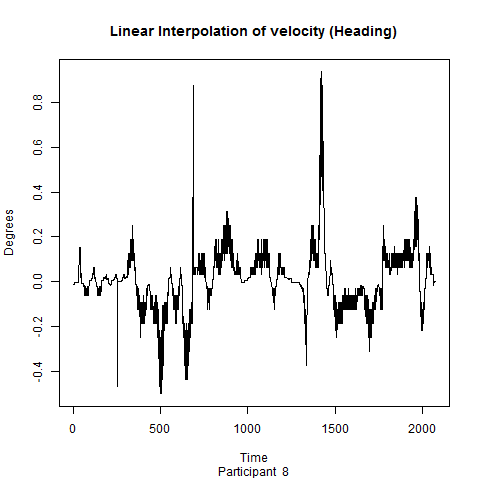 Linear Interpolation of velocity (Heading)
Degrees
0.8
0.6
0.4
0.2
0.0
-0.2
-0.4
0 500 1000 1500 2000
Time
Participant 8